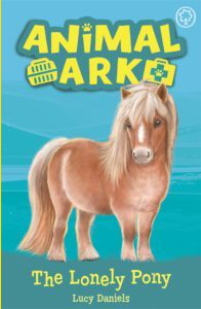 ANIMAL
ARK
The Lonely Pony
Lucy Daniels